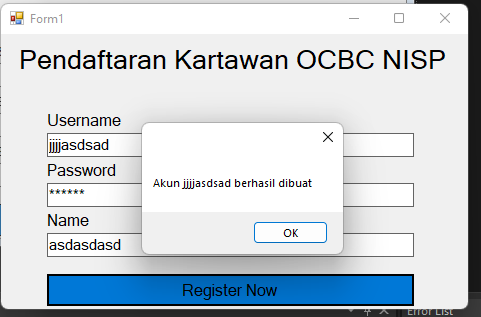 Form1
Pendaftaran Kartawan OCBC NISP
Username
jjjjasdsad
Password
******
Name
asdasdasd
Akun jjjjasdsad berhasil dibuat
OK
Register Now
Error List